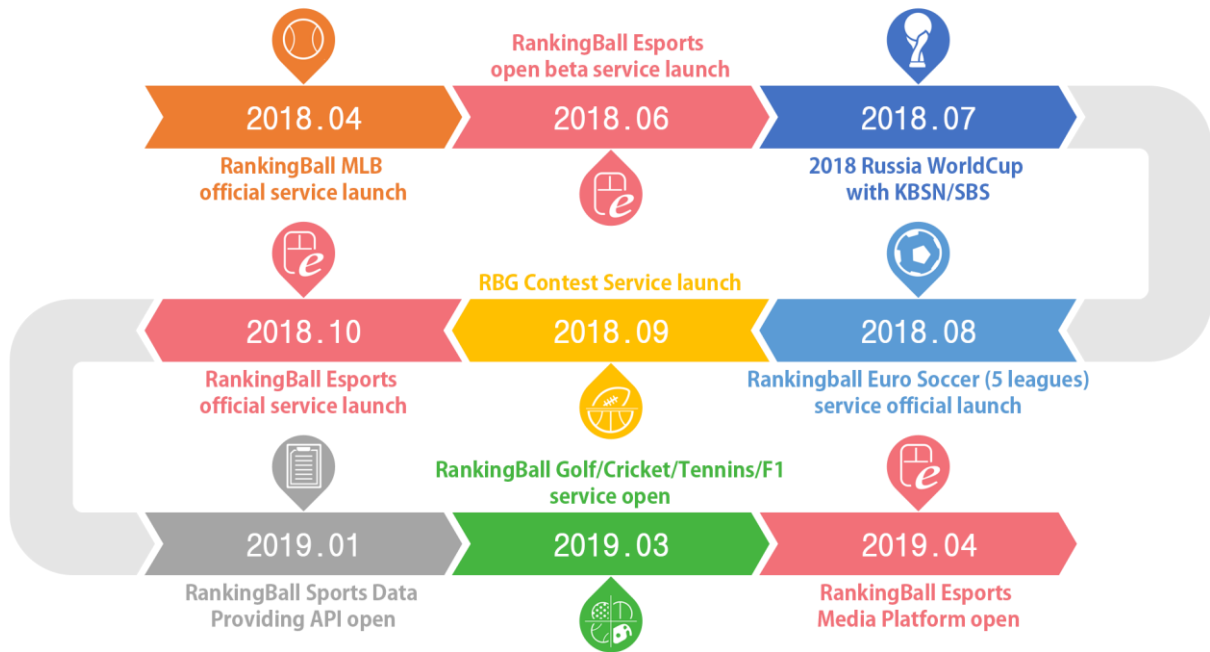 RankingBall Esports
open beta service launch
2018.04
2018.06
2018.07
RankingBall MLB
official service launch
2018 Russia WorldCup
with KBSN/SBS
RBG Contest Service launch
2018.10
2018.09
2018.08
RankingBall Esports
official service launch
Rankingball Euro Soccer (5 leagues)
service official launch
RankingBall Golf/Cricket/Tennins/F1
service open
2019.01
2019.03
2019.04
RankingBall Sports Data
Providing API open
RankingBall Esports
Media Platform open